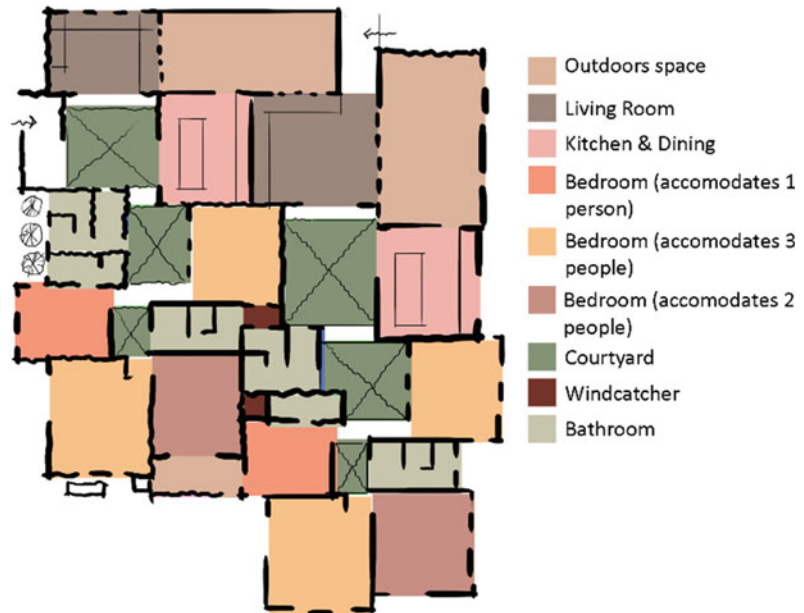 Outdoors space
Living Room
Kitchen & Dining
Bedroom (accomodates 1
person)
Bedroom (accomodates 3
people)
Bedroom (accomodates 2
people)
Courtyard
Windcatcher
Bathroom